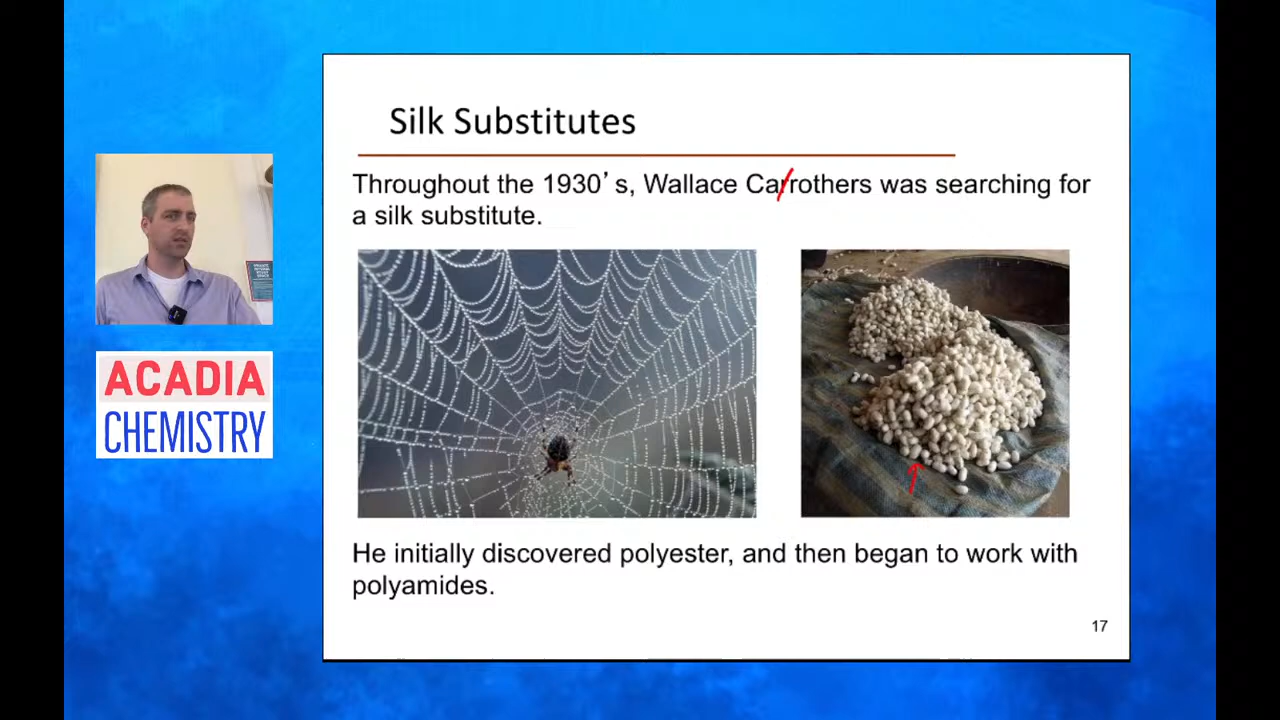 Silk Substitutes
Throughout the 1930's, Wallace Carrothers was searching for
a silk substitute.
ACADIA
CHEMISTRY
He initially discovered polyester, and then began to work with
polyamides.
17